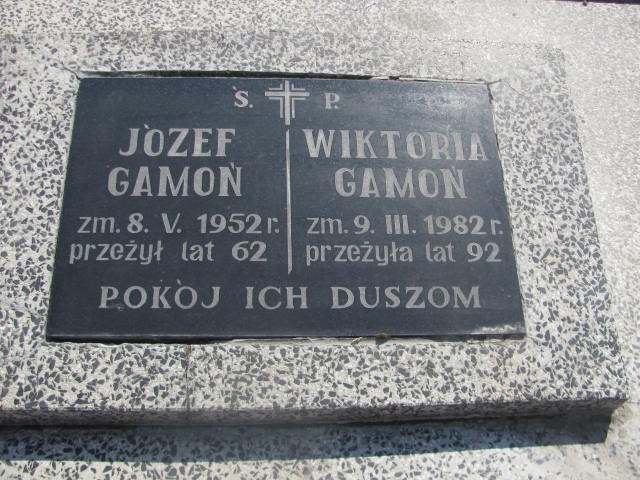 Ś. P.
JÓZEF
GAMOŃ
zm. 8. V. 1952 r.
przeżył lat 62
WIKTORIA
GAMOŃ
zm. 9. III. 1982 r.
przeżyła lat 92
POKÓJ ICH DUSZOM